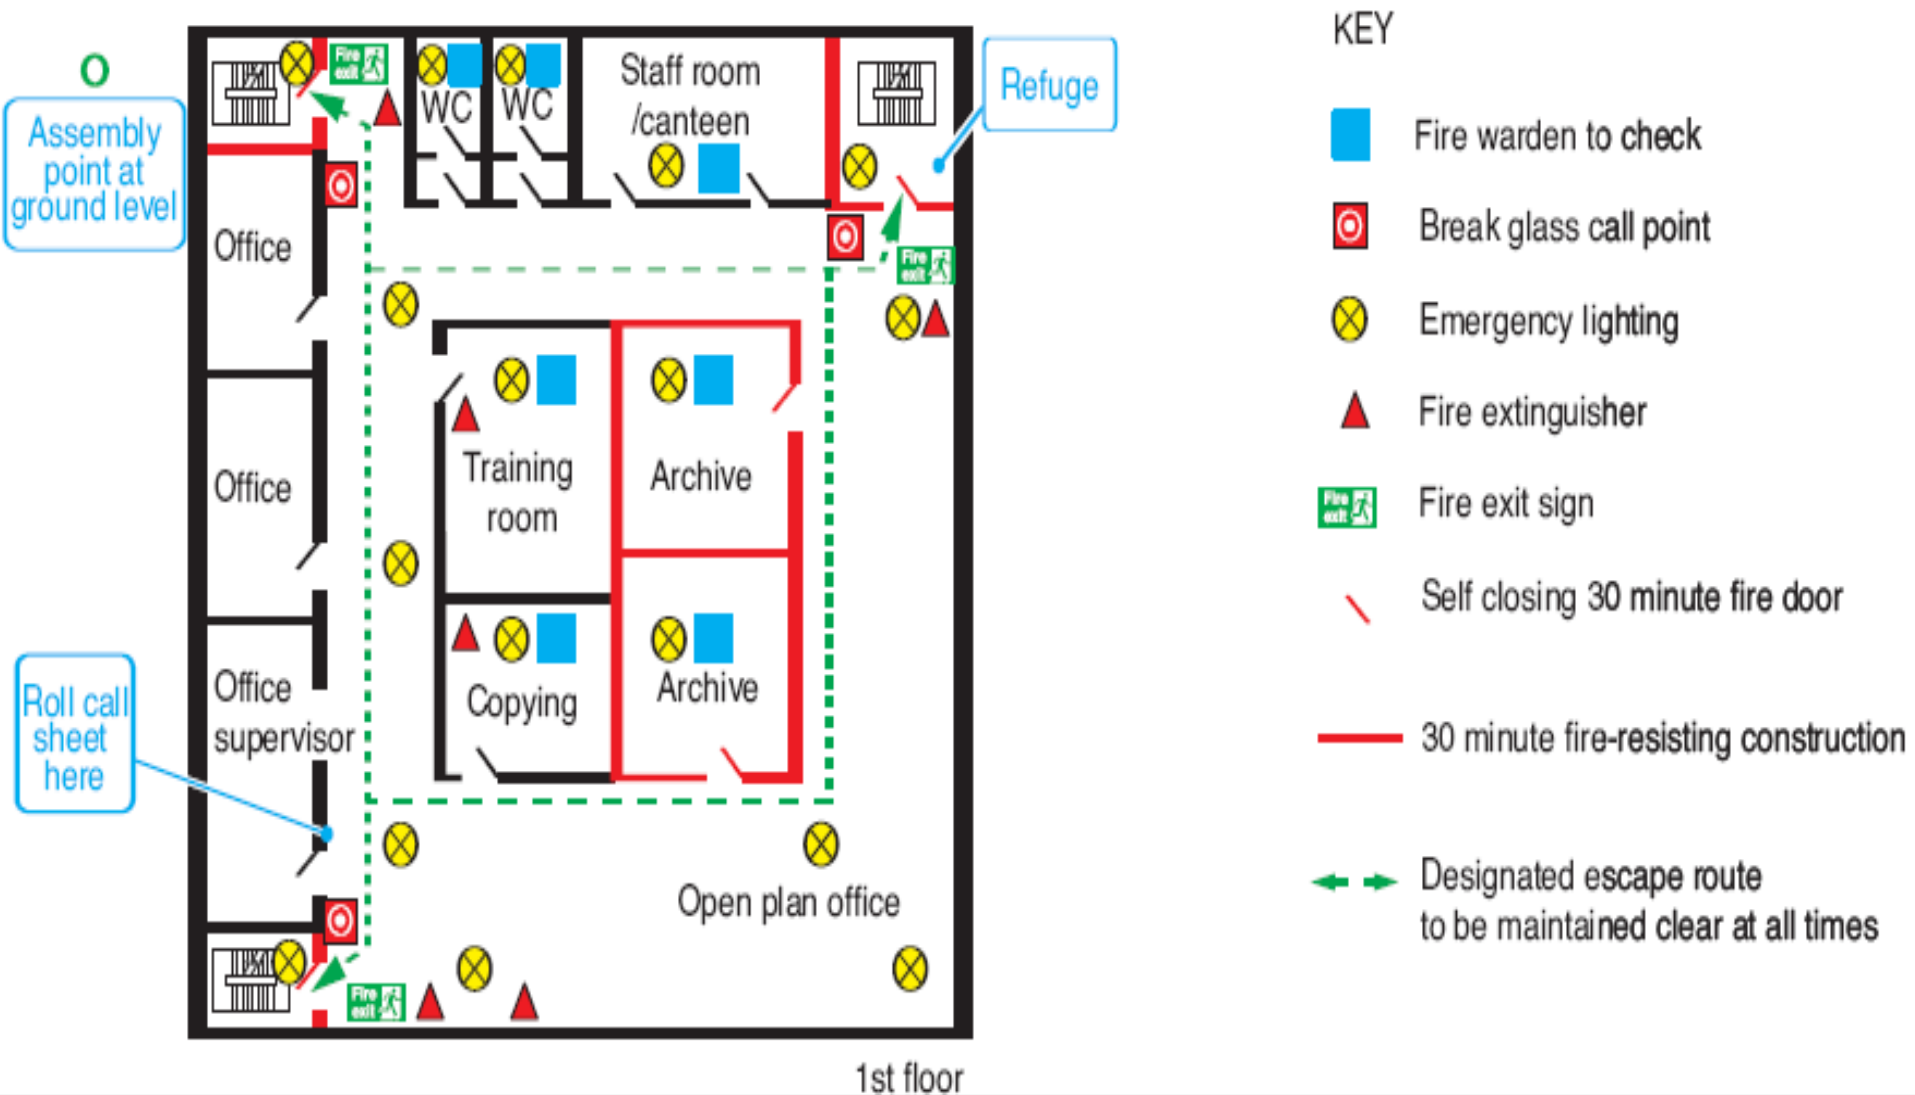 KEY
Fire
exit
Assembly
point at
ground level
WC
WC
Staff room
/canteen
Refuge
Fire warden to check
Break glass call point
Office
Fire
exit
Emergency lighting
Fire extinguisher
Training
room
Archive
Office
Fire
exit
Fire exit sign
Self closing 30 minute fire door
Office
supervisor
Roll call
sheet
here
Copying
Archive
30 minute fire-resisting construction
Open plan office
Designated escape route
to be maintained clear at all times
Fire
exit
1st floor